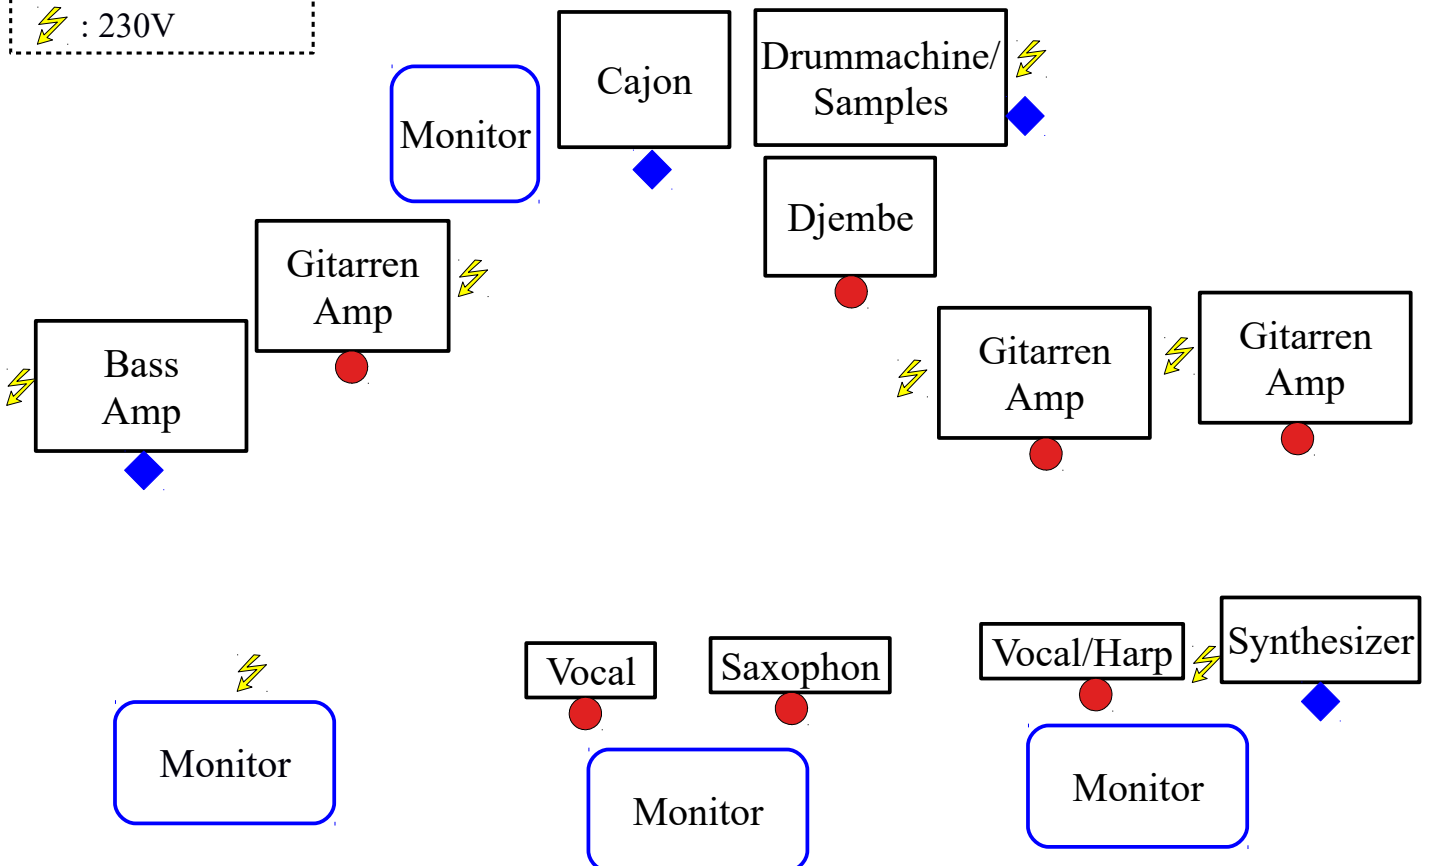 : 230V
Cajon
Drummachine/
Samples
Monitor
Djembe
Gitarren
Amp
Bass
Amp
Gitarren
Amp
Gitarren
Amp
Vocal
Saxophon
Vocal/Harp
Synthesizer
Monitor
Monitor
Monitor